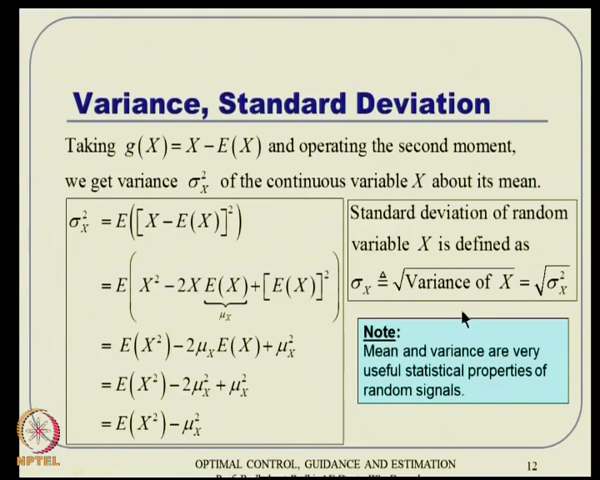 Variance, Standard Deviation
Taking g(X) = X − E(X) and operating the second moment,
we get variance σ_X^2 of the continuous variable X about its mean.
σ_X^2 = E([X − E(X)]^2)
= E(X^2 − 2X E(X) + [E(X)]^2)
μ_X
= E(X^2) − 2μ_X E(X) + μ_X^2
= E(X^2) − 2μ_X^2 + μ_X^2
= E(X^2) − μ_X^2
Standard deviation of random
variable X is defined as
σ_X ≜ √Variance of X = √σ_X^2
Note:
Mean and variance are very
useful statistical properties of
random signals.
NPTEL
OPTIMAL CONTROL, GUIDANCE AND ESTIMATION
12